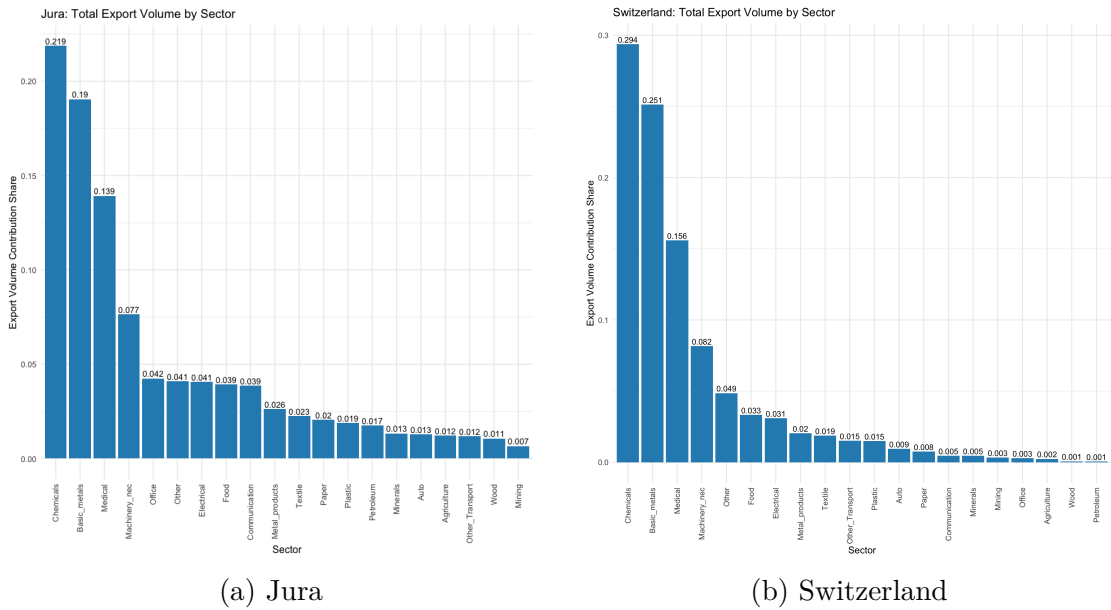 Jura: Total Export Volume by Sector
Export Volume Contribution Share
0.20
0.15
0.10
0.05
0.00
0.219
0.19
0.139
0.077
0.042
0.041
0.041
0.039
0.039
0.026
0.023
0.02
0.019
0.017
0.013
0.013
0.012
0.012
0.011
0.007
Chemicals
Basic_metals
Medical
Machinery_nec
Office
Other
Electrical
Food
Communication
Metal_products
Textile
Paper
Plastic
Petroleum
Minerals
Auto
Agriculture
Other_Transport
Wood
Mining
Sector
(a) Jura
Switzerland: Total Export Volume by Sector
Export Volume Contribution Share
0.3
0.2
0.1
0.0
0.294
0.251
0.156
0.082
0.049
0.033
0.031
0.02
0.019
0.015
0.015
0.009
0.008
0.005
0.005
0.003
0.003
0.002
0.001
0.001
Chemicals
Basic_metals
Medical
Machinery_nec
Other
Food
Electrical
Metal_products
Textile
Other_Transport
Plastic
Auto
Paper
Communication
Minerals
Mining
Office
Agriculture
Wood
Petroleum
Sector
(b) Switzerland